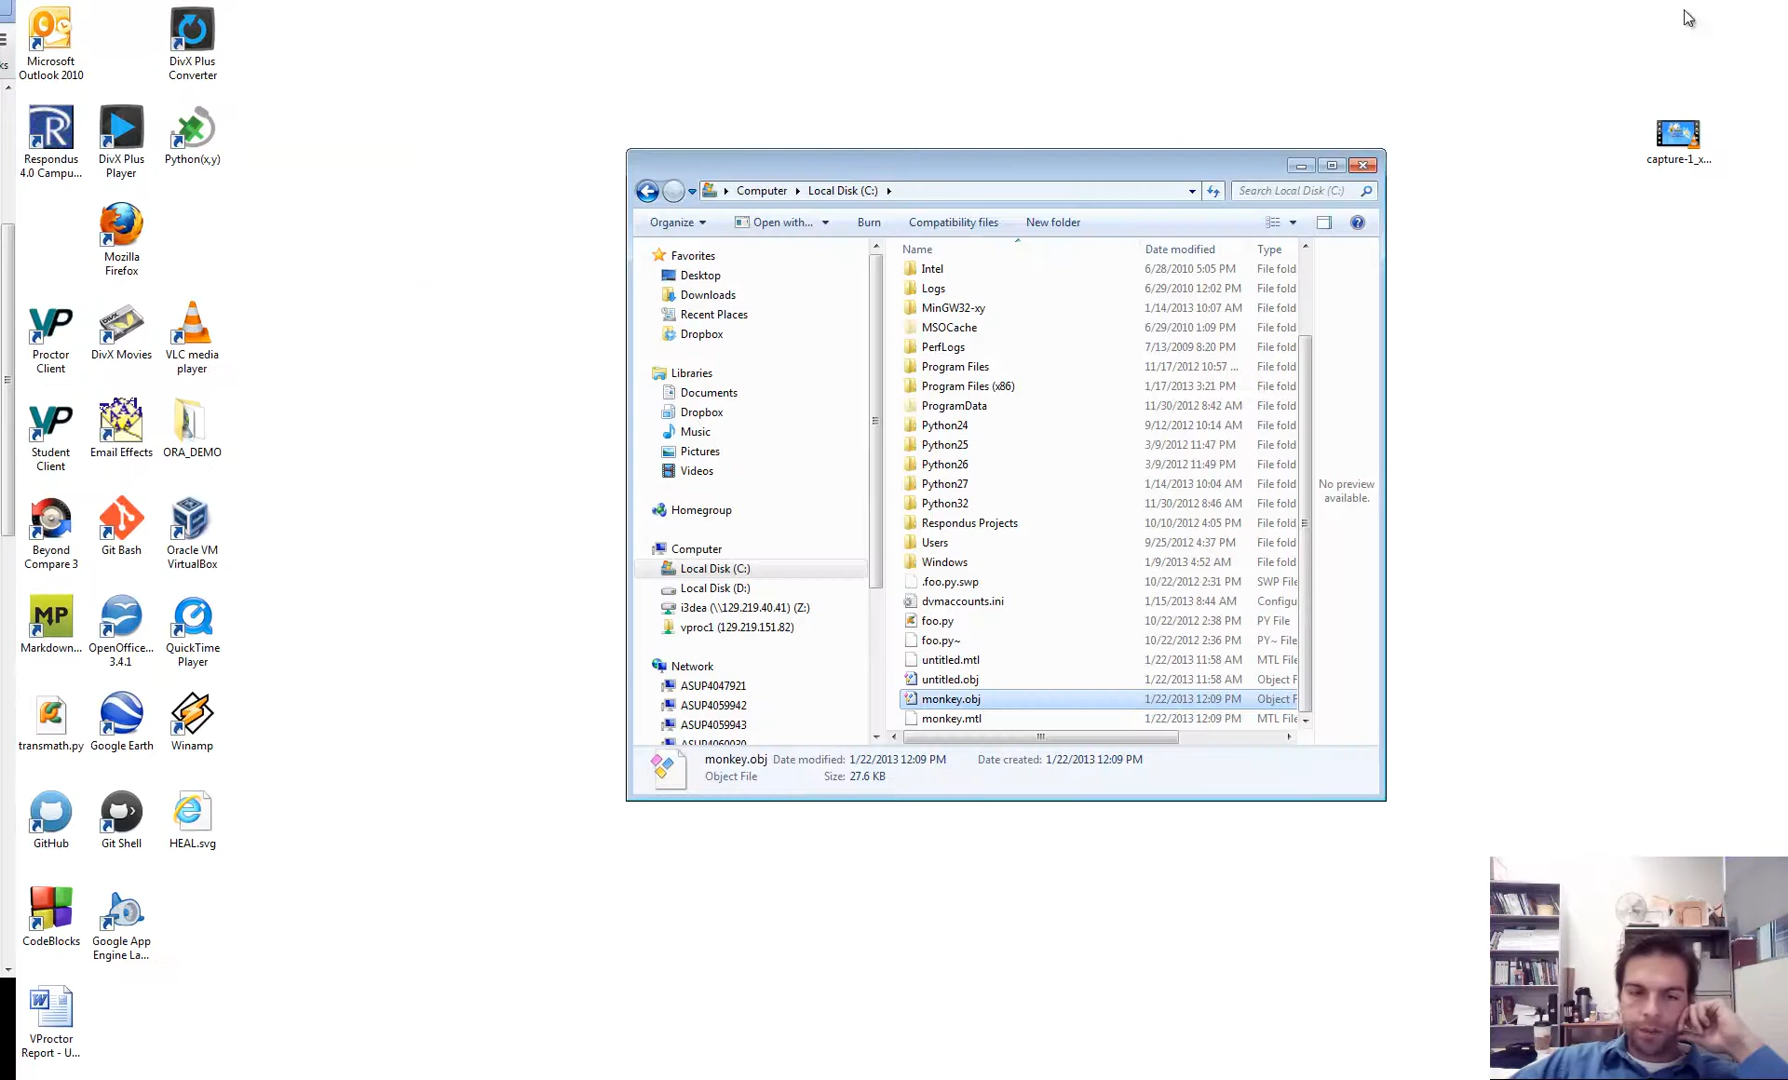 ks
Microsoft
Outlook 2010
DivX Plus
Converter
Respondus
4.0 Campu...
DivX Plus
Player
Python(x,y)
Mozilla
Firefox
Proctor
Client
DivX Movies
VLC media
player
Student
Client
Email Effects
ORA_DEMO
Beyond
Compare 3
Git Bash
Oracle VM
VirtualBox
Markdown...
OpenOffice...
3.4.1
QuickTime
Player
transmath.py
Google Earth
Winamp
GitHub
Git Shell
HEAL.svg
CodeBlocks
Google App
Engine La...
VProctor
Report - U...
capture-1_x...
Computer Local Disk (C:)
Search Local Disk (C:)
Organize Open with... Burn Compatibility files New folder
Favorites
Desktop
Downloads
Recent Places
Dropbox
Libraries
Documents
Dropbox
Music
Pictures
Videos
Homegroup
Computer
Local Disk (C:)
Local Disk (D:)
i3dea (\\129.219.40.41) (Z:)
vproc1 (129.219.151.82)
Network
ASUP4047921
ASUP4059942
ASUP4059943
ASUP4060030
Name Date modified Type
Intel 6/28/2010 5:05 PM File fold
Logs 6/29/2010 12:02 PM File fold
MinGW32-xy 1/14/2013 10:07 AM File fold
MSOCache 6/29/2010 1:09 PM File fold
PerfLogs 7/13/2009 8:20 PM File fold
Program Files 11/17/2012 10:57 ... File fold
Program Files (x86) 1/17/2013 3:21 PM File fold
ProgramData 11/30/2012 8:42 AM File fold
Python24 9/12/2012 10:14 AM File fold
Python25 3/9/2012 11:47 PM File fold
Python26 3/9/2012 11:49 PM File fold
Python27 1/14/2013 10:04 AM File fold
Python32 11/30/2012 8:46 AM File fold
Respondus Projects 10/10/2012 4:05 PM File fold
Users 9/25/2012 4:37 PM File fold
Windows 1/9/2013 4:52 AM File fold
.foo.py.swp 10/22/2012 2:31 PM SWP File
dvmaccounts.ini 1/15/2013 8:44 AM Configu
foo.py 10/22/2012 2:38 PM PY File
foo.py~ 10/22/2012 2:36 PM PY~ File
untitled.mtl 1/22/2013 11:58 AM MTL File
untitled.obj 1/22/2013 11:58 AM Object F
monkey.obj 1/22/2013 12:09 PM Object F
monkey.mtl 1/22/2013 12:09 PM MTL File
No preview
available.
monkey.obj Date modified: 1/22/2013 12:09 PM Date created: 1/22/2013 12:09 PM
Object File Size: 27.6 KB